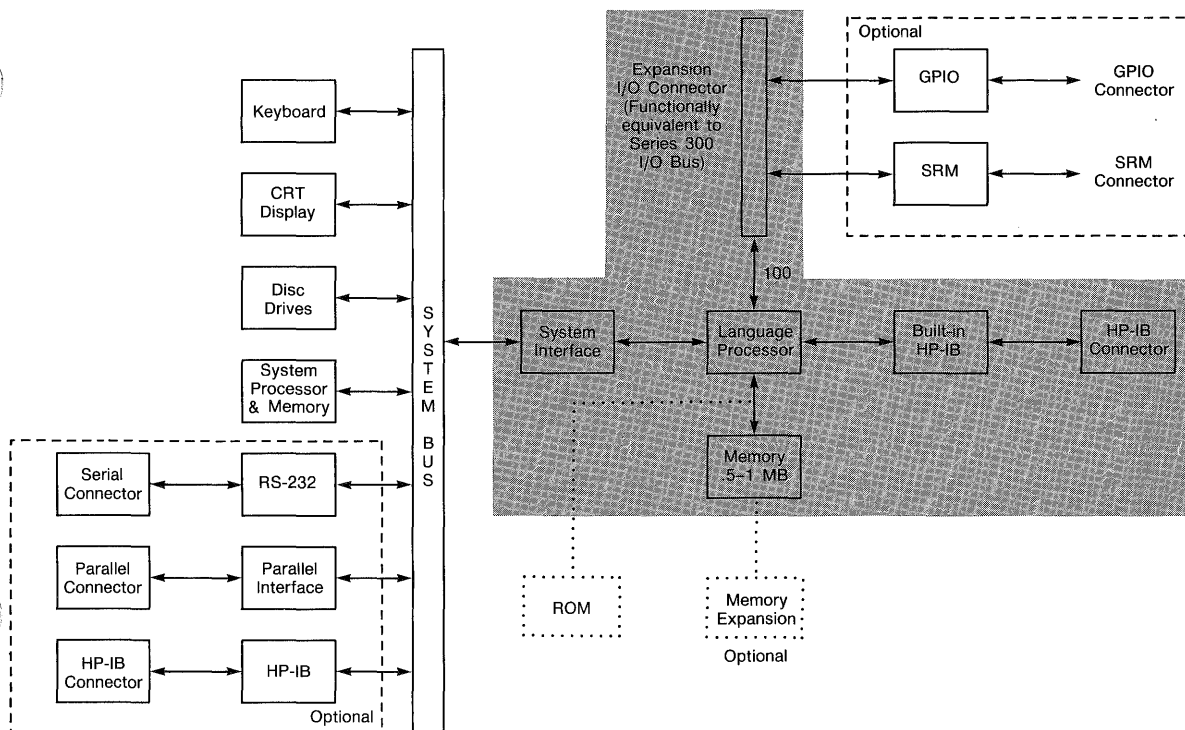 Keyboard
CRT
Display
Disc
Drives
System
Processor
& Memory
Serial
Connector
RS-232
Parallel
Connector
Parallel
Interface
HP-IB
Connector
HP-IB
Optional
SYSTEM BUS
Expansion
I/O Connector
(Functionally
equivalent to
Series 300
I/O Bus)
100
Optional
GPIO
GPIO
Connector
SRM
SRM
Connector
System
Interface
Language
Processor
Built-in
HP-IB
HP-IB
Connector
Memory
.5–1 MB
ROM
Memory
Expansion
Optional